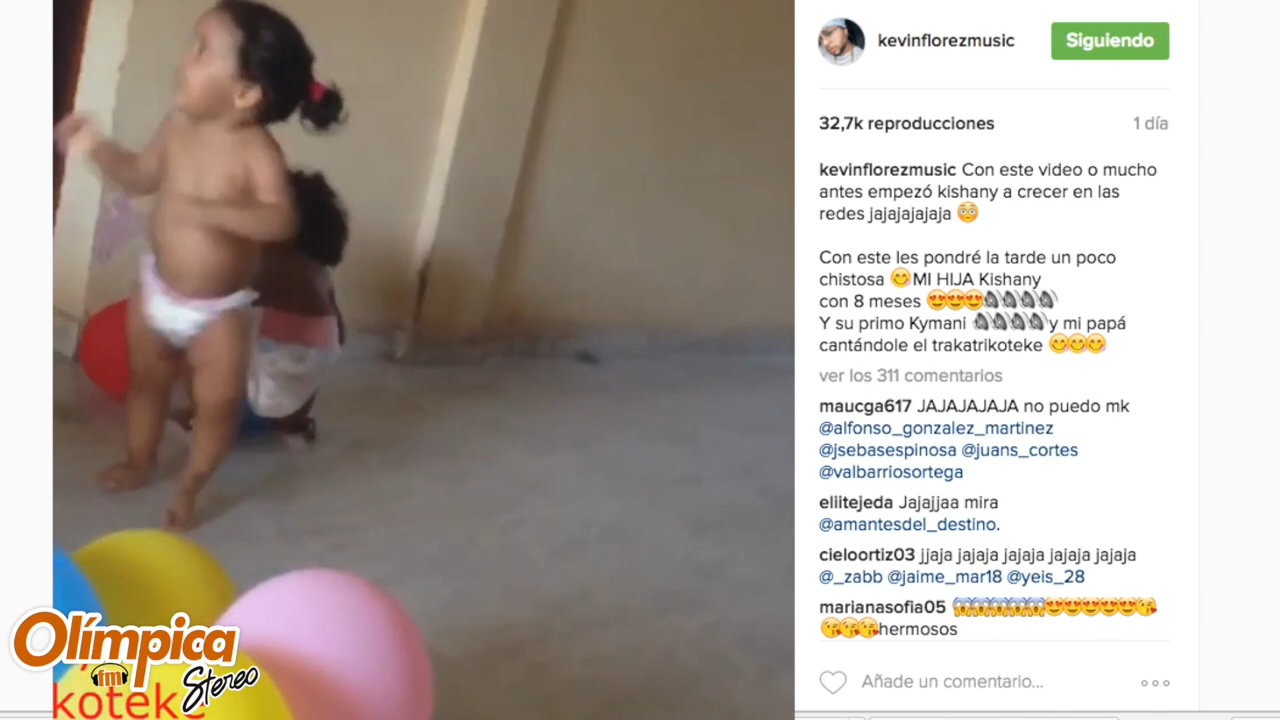 kevinflorezmusic
Siguiendo
32,7k reproducciones
1 día
kevinflorezmusic Con este video o mucho
antes empezó kishany a crecer en las
redes jajajajajaja 😳
Con este les pondré la tarde un poco
chistosa 😋MI HIJA Kishany
con 8 meses 😍😍😍🔊🔊🔊🔊
Y su primo Kymani 🔊🔊🔊🔊y mi papá
cantándole el trakatrikoteke 😋😋😋
ver los 311 comentarios
maucga617 JAJAJAJAJA no puedo mk
@alfonso_gonzalez_martinez
@jsebasespinosa @juans_cortes
@valbarriosortega
eliitejeda Jajajjaa mira
@amantesdel_destino.
cieloortiz03 jjaja jajaja jajaja jajaja jajaja
@_zabb @jaime_mar18 @yeis_28
marianasofia05 😱😱😱😱😱😍😍😍😍😍😘
😘😘😘hermosos
Añade un comentario...
Olímpica
fm Stereo
koteke